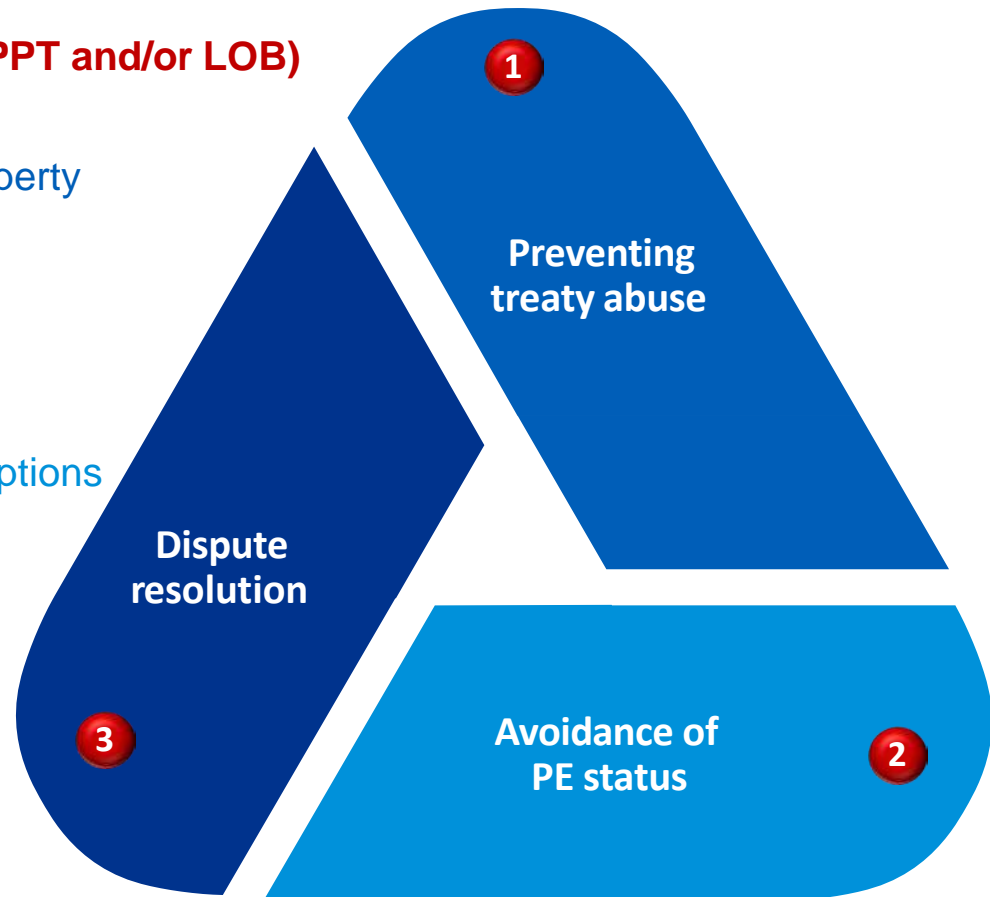 PPT and/or LOB)
1
perty
Preventing
treaty abuse
ptions
Dispute
resolution
3
Avoidance of
PE status
2